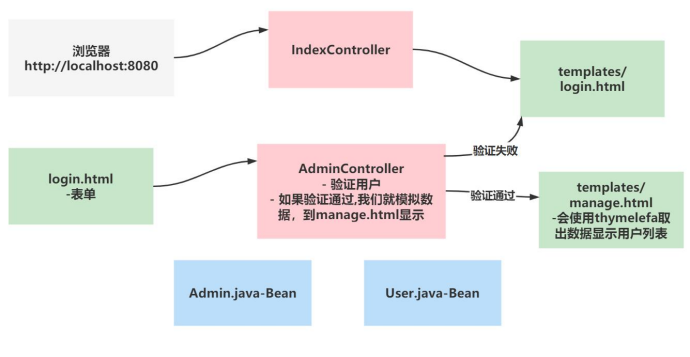 浏览器
http://localhost:8080
IndexController
templates/
login.html
login.html
-表单
AdminController
- 验证用户
- 如果验证通过,我们就模拟数
据，到manage.html显示
验证失败
验证通过
templates/
manage.html
-会使用thymelefa取
出数据显示用户列表
Admin.java-Bean
User.java-Bean